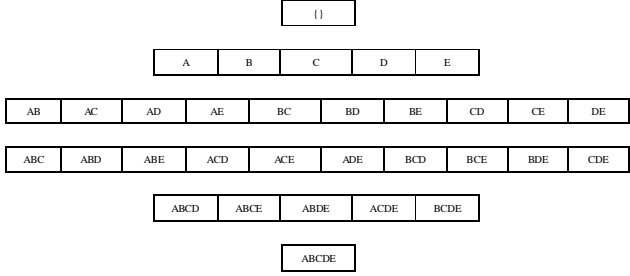 {}
A B C D E
AB AC AD AE BC BD BE CD CE DE
ABC ABD ABE ACD ACE ADE BCD BCE BDE CDE
ABCD ABCE ABDE ACDE BCDE
ABCDE